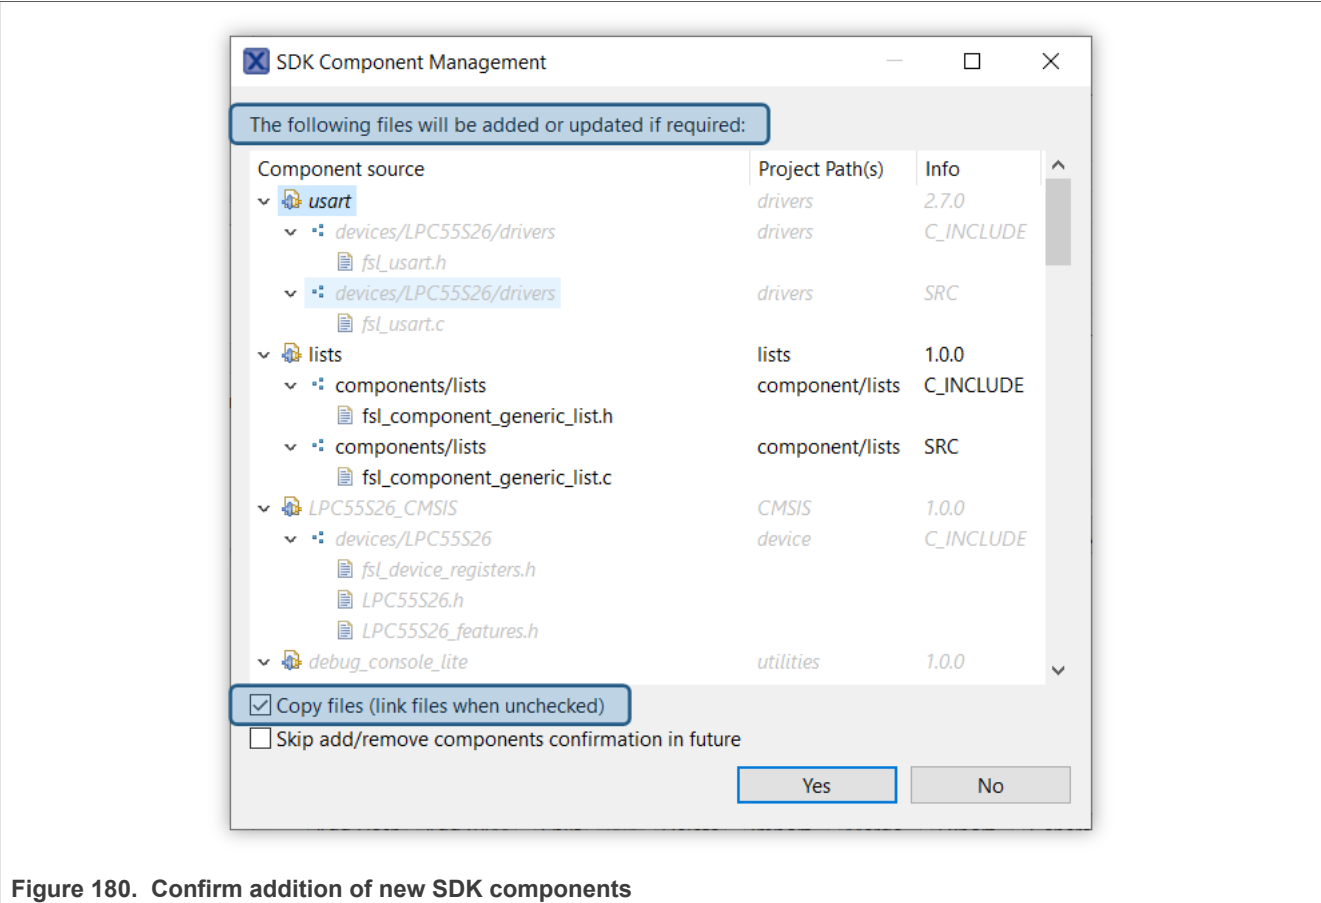 SDK Component Management
The following files will be added or updated if required:
Component source Project Path(s) Info
usart drivers 2.7.0
devices/LPC55S26/drivers drivers C_INCLUDE
fsl_usart.h
devices/LPC55S26/drivers drivers SRC
fsl_usart.c
lists lists 1.0.0
components/lists component/lists C_INCLUDE
fsl_component_generic_list.h
components/lists component/lists SRC
fsl_component_generic_list.c
LPC55S26_CMSIS CMSIS 1.0.0
devices/LPC55S26 device C_INCLUDE
fsl_device_registers.h
LPC55S26.h
LPC55S26_features.h
debug_console_lite utilities 1.0.0
Copy files (link files when unchecked)
Skip add/remove components confirmation in future
Yes No
Figure 180. Confirm addition of new SDK components